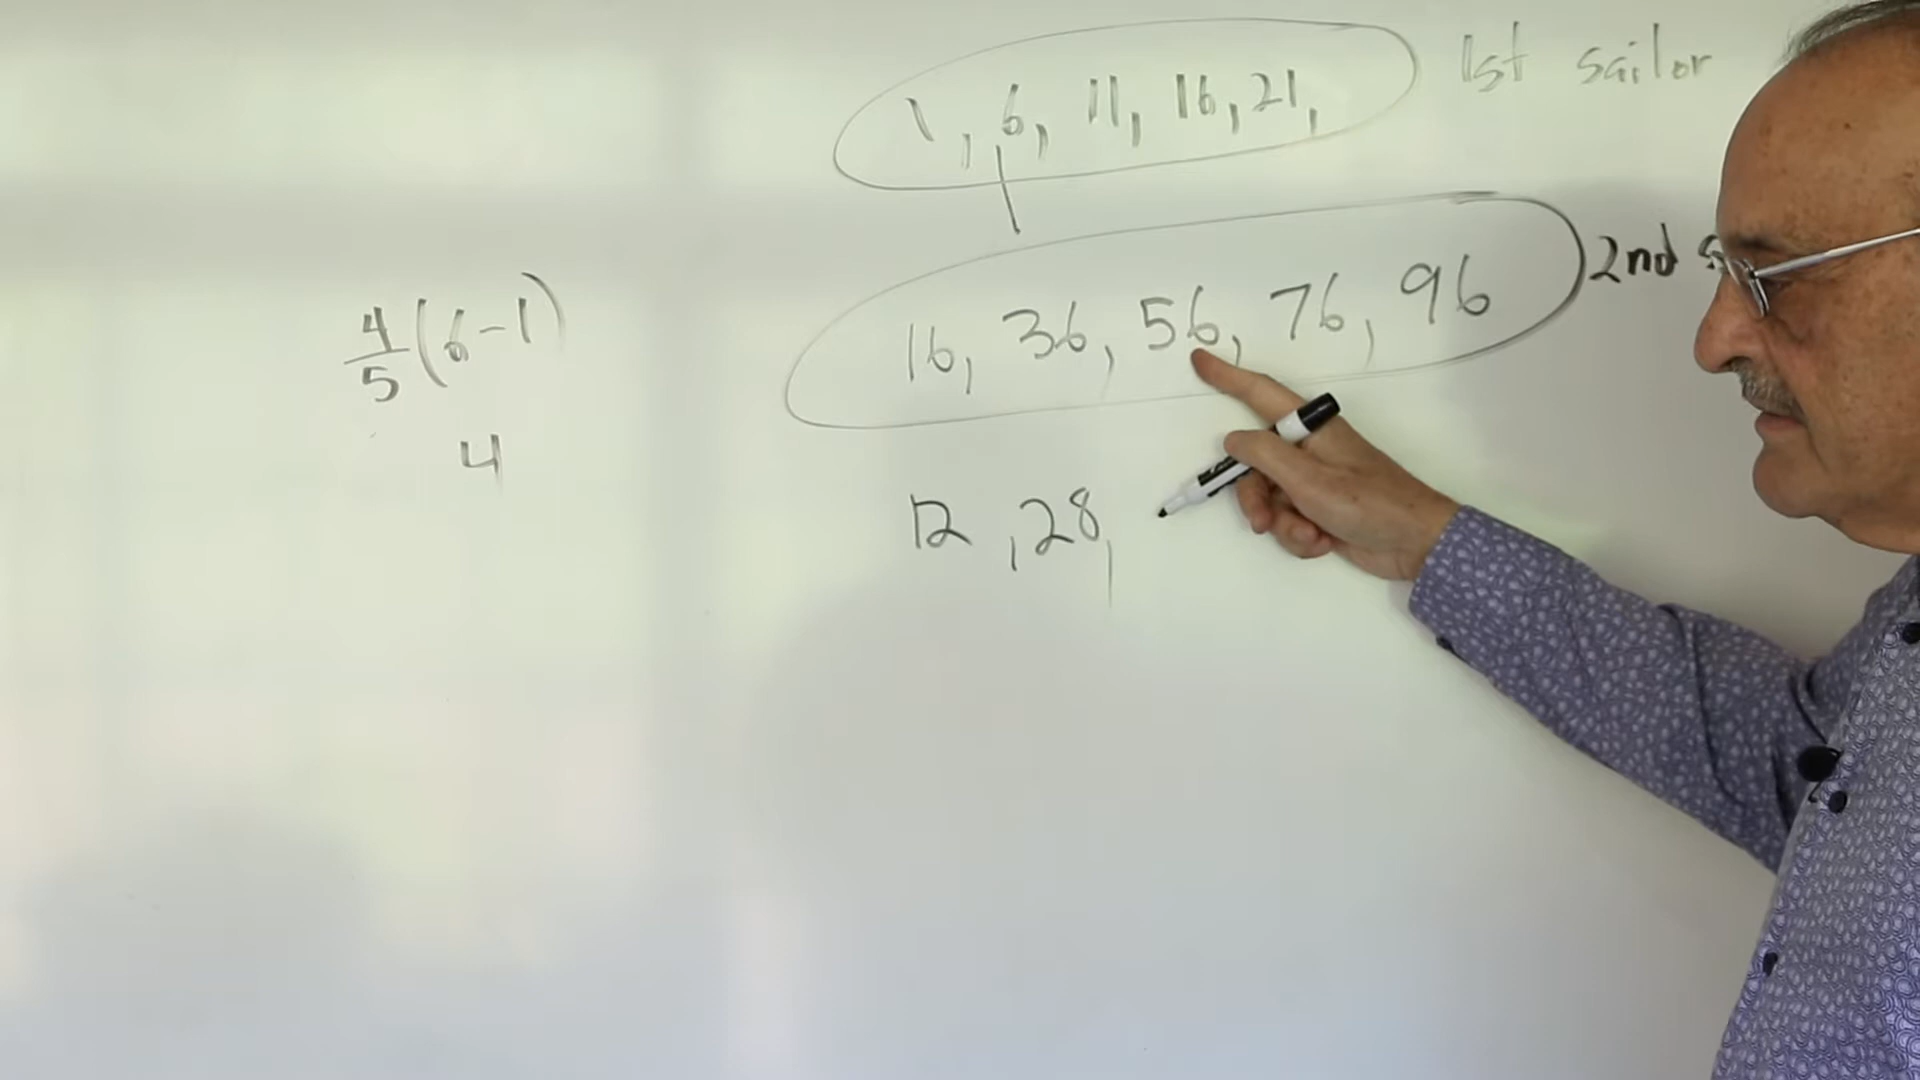 1, 6, 11, 16, 21, 1st sailor
16, 36, 56, 76, 96 2nd
4/5(6-1)
4
12, 28,